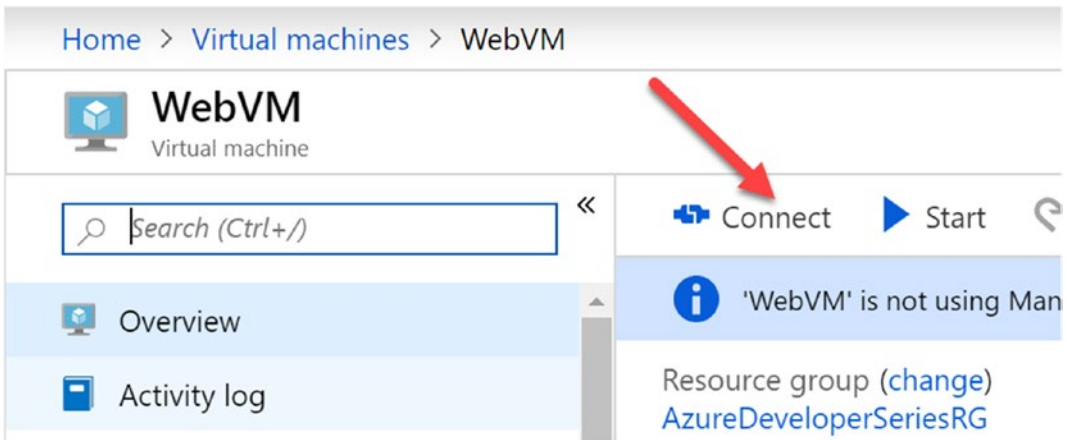 Home > Virtual machines > WebVM
WebVM
Virtual machine
Search (Ctrl+/)
«
Connect Start
'WebVM' is not using Man
Overview
Activity log
Resource group (change)
AzureDeveloperSeriesRG